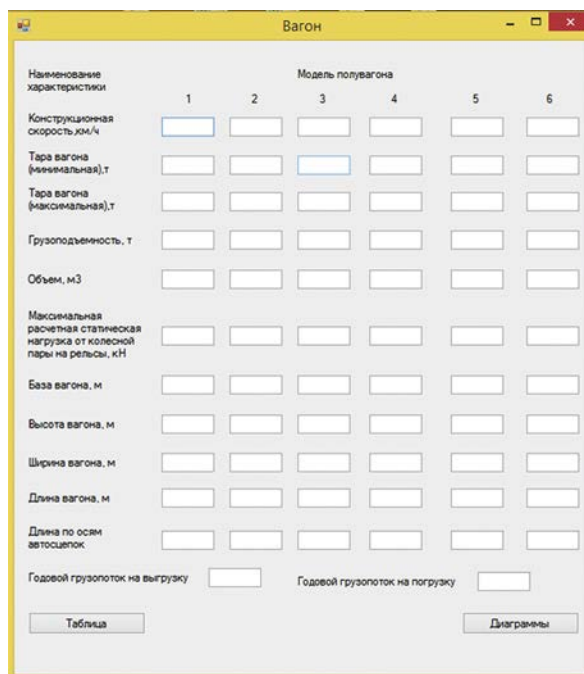 Вагон
Наименование
характеристики
Модель полувагона
1 2 3 4 5 6
Конструкционная
скорость,км/ч
Тара вагона
(минимальная),т
Тара вагона
(максимальная),т
Грузоподъемность, т
Объем, м3
Максимальная
расчетная статическая
нагрузка от колесной
пары на рельсы, кН
База вагона, м
Высота вагона, м
Ширина вагона, м
Длина вагона, м
Длина по осям
автосцепок
Годовой грузопоток на выгрузку
Годовой грузопоток на погрузку
Таблица
Диаграммы